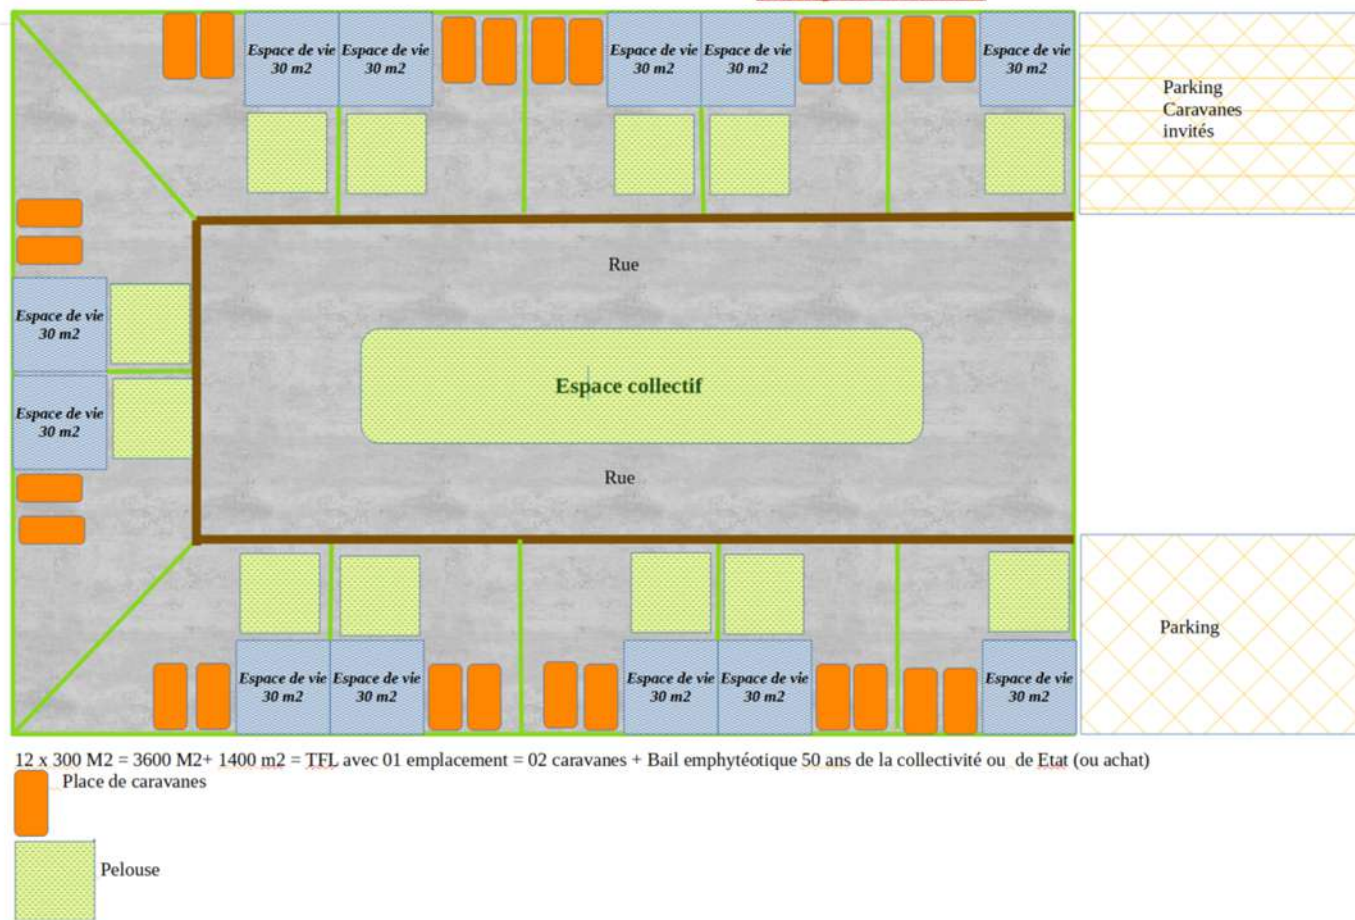 Espace de vie
30 m2
Espace de vie
30 m2
Espace de vie
30 m2
Espace de vie
30 m2
Espace de vie
30 m2
Parking
Caravanes
invités
Rue
Espace de vie
30 m2
Espace collectif
Espace de vie
30 m2
Rue
Parking
Espace de vie
30 m2
Espace de vie
30 m2
Espace de vie
30 m2
Espace de vie
30 m2
Espace de vie
30 m2
12 x 300 M2 = 3600 M2+ 1400 m2 = TFL avec 01 emplacement = 02 caravanes + Bail emphytéotique 50 ans de la collectivité ou de Etat (ou achat)
Place de caravanes
Pelouse